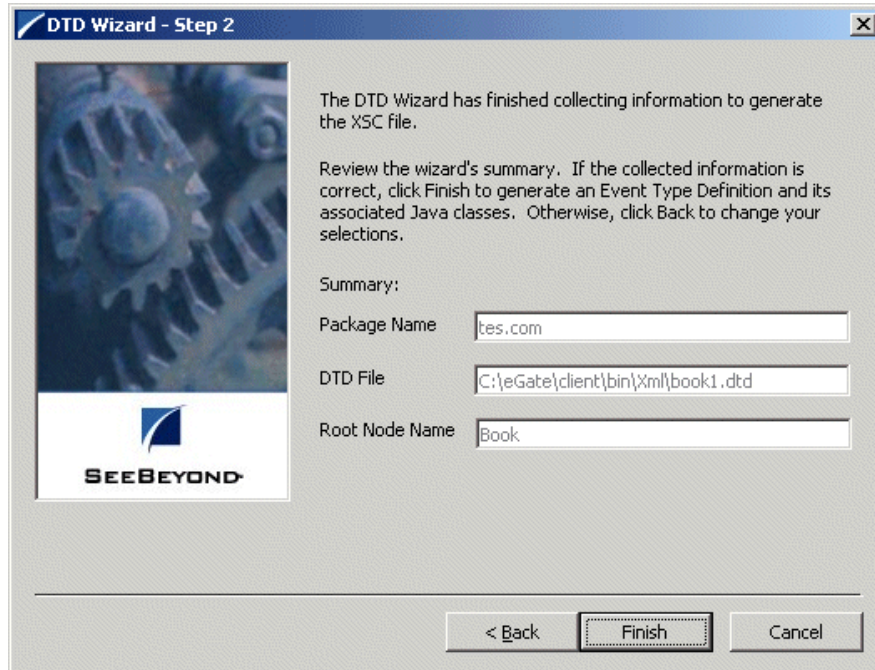 DTD Wizard - Step 2
The DTD Wizard has finished collecting information to generate
the XSC file.
Review the wizard's summary. If the collected information is
correct, click Finish to generate an Event Type Definition and its
associated Java classes. Otherwise, click Back to change your
selections.
Summary:
Package Name tes.com
DTD File C:\eGate\client\bin\Xml\book1.dtd
Root Node Name Book
SEEBEYOND
< Back Finish Cancel